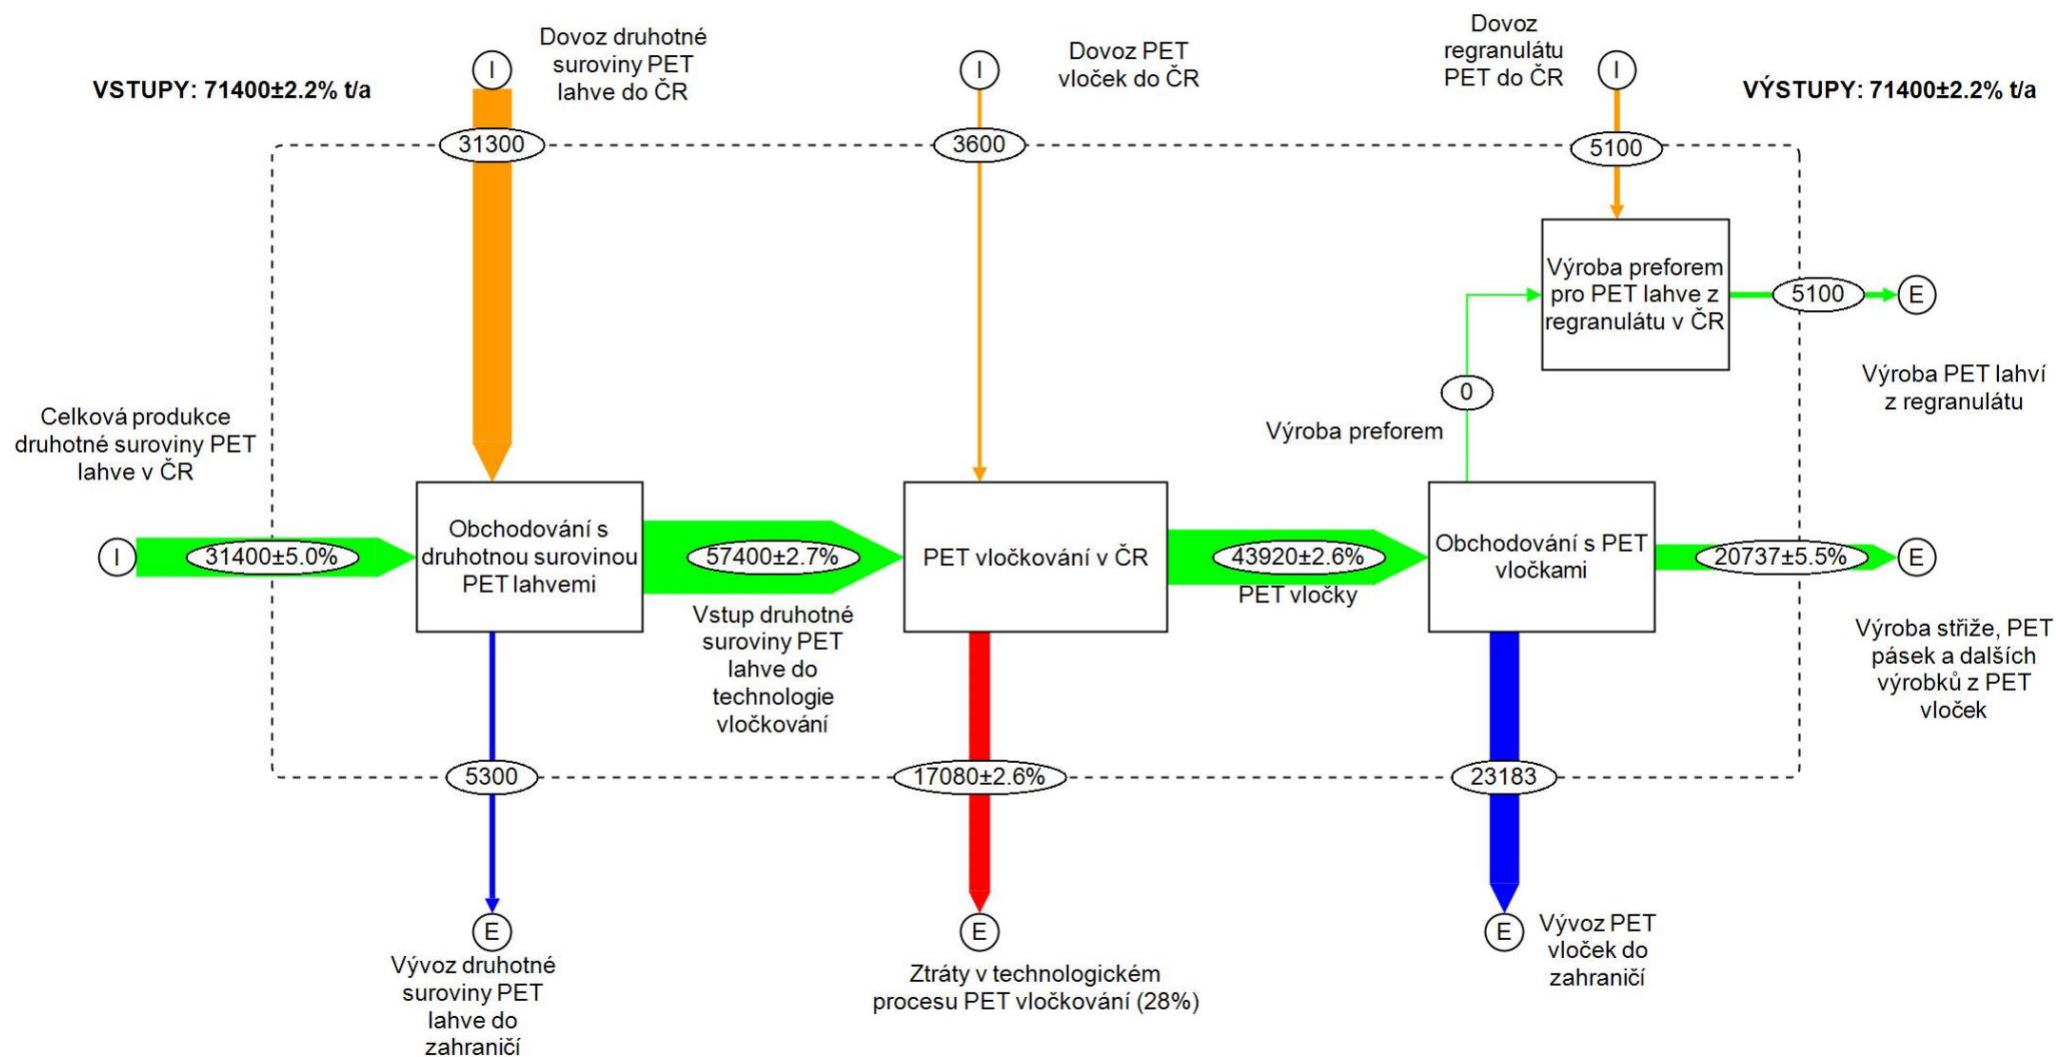 VSTUPY: 71400±2.2% t/a
I
Dovoz druhotné
suroviny PET
lahve do ČR
31300
I
Dovoz PET
vloček do ČR
3600
Dovoz
regranulátu
PET do ČR
I
5100
VÝSTUPY: 71400±2.2% t/a
Výroba preforem
pro PET lahve z
regranulátu v ČR
5100
E
Výroba PET lahví
z regranulátu
0
Výroba preforem
Celková produkce
druhotné suroviny PET
lahve v ČR
I
31400±5.0%
Obchodování s
druhotnou surovinou
PET lahvemi
57400±2.7%
Vstup druhotné
suroviny PET
lahve do
technologie
vločkování
PET vločkování v ČR
43920±2.6%
PET vločky
Obchodování s PET
vločkami
20737±5.5%
E
Výroba střiže, PET
pásek a dalších
výrobků z PET
vloček
5300
E
Vývoz druhotné
suroviny PET
lahve do
zahraničí
17080±2.6%
E
Ztráty v technologickém
procesu PET vločkování (28%)
23183
E
Vývoz PET
vloček do
zahraničí